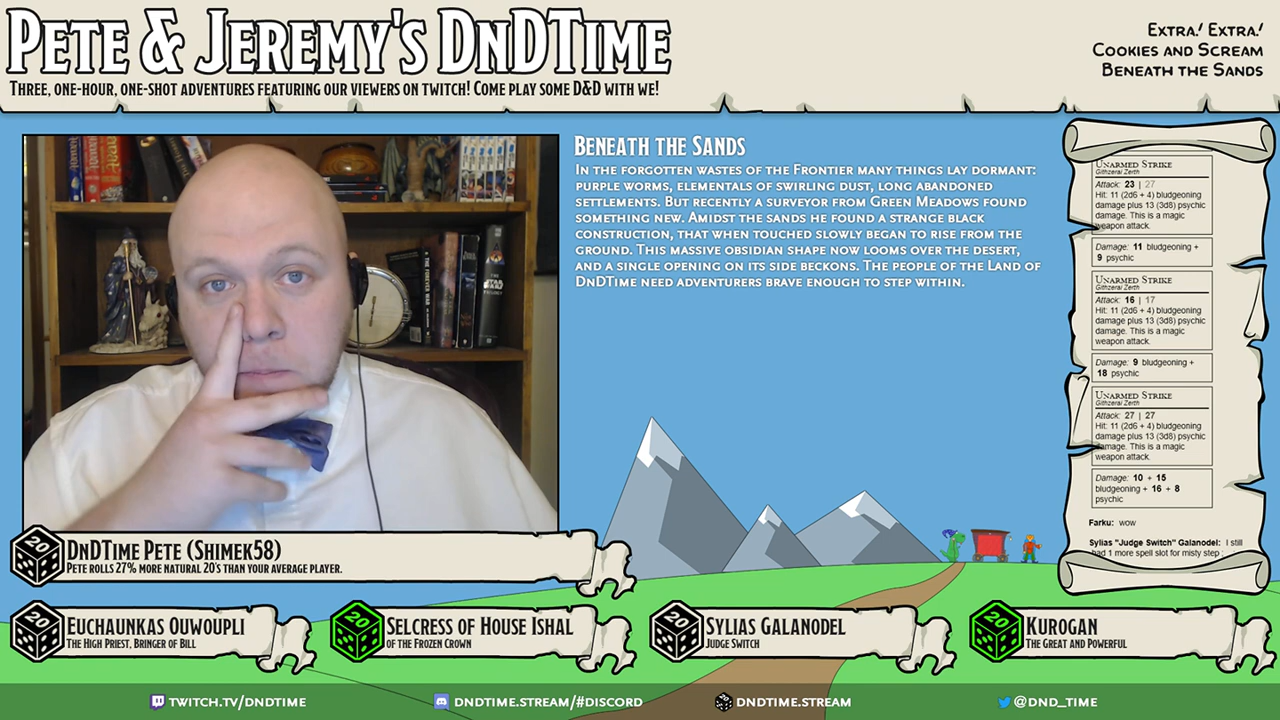 Pete & Jeremy's DnDTime
Three, one-hour, one-shot adventures featuring our viewers on twitch! Come play some D&D with we!
Extra! Extra!
Cookies and Scream
Beneath the Sands
Beneath the Sands
In the forgotten wastes of the Frontier many things lay dormant:
purple worms, elementals of swirling dust, long abandoned
settlements. But recently a surveyor from Green Meadows found
something new. Amidst the sands he found a strange black
construction, that when touched slowly began to rise from the
ground. This massive obsidian shape now looms over the desert,
and a single opening on its side beckons. The people of the Land of
DnDTime need adventurers brave enough to step within.
Unarmed Strike
Githzerai Zerth
Attack: 23 | 27
Hit: 11 (2d6 + 4) bludgeoning
damage plus 13 (3d8) psychic
damage. This is a magic
weapon attack.
Damage: 11 bludgeoning +
9 psychic
Unarmed Strike
Githzerai Zerth
Attack: 16 | 17
Hit: 11 (2d6 + 4) bludgeoning
damage plus 13 (3d8) psychic
damage. This is a magic
weapon attack.
Damage: 9 bludgeoning +
18 psychic
Unarmed Strike
Githzerai Zerth
Attack: 27 | 27
Hit: 11 (2d6 + 4) bludgeoning
damage plus 13 (3d8) psychic
damage. This is a magic
weapon attack.
Damage: 10 + 15
bludgeoning + 16 + 8
psychic
Farku: wow
Sylias "Judge Switch" Galanodel: I still
had 1 more spell slot for misty step ;
THE FOREVER WAR
STAR WARS
20
DnDTime Pete (Shimek58)
Pete rolls 27% more natural 20's than your average player.
20
Euchaunkas Ouwoupli
The High Priest, Bringer of Bill
20
Selcress of House Ishal
of the Frozen Crown
20
Sylias Galanodel
Judge Switch
20
Kurogan
The Great and Powerful
twitch.tv/dndtime
dndtime.stream/#discord
dndtime.stream
@dnd_time